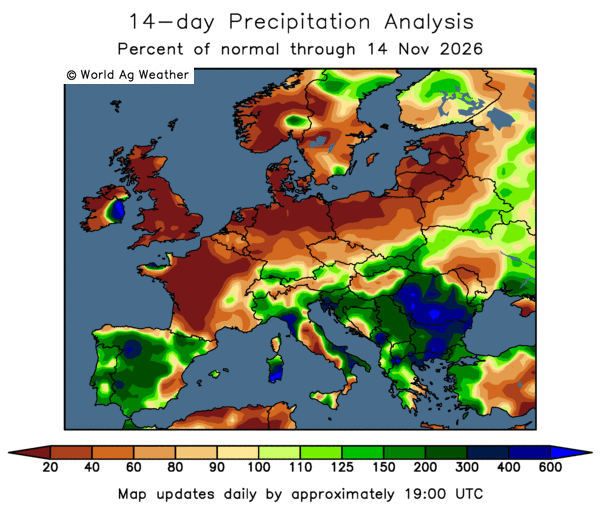 14-day Precipitation Analysis
Percent of normal through 14 Nov 2026
© World Ag Weather
20 40 60 80 90 100 110 125 150 200 300 400 600
Map updates daily by approximately 19:00 UTC